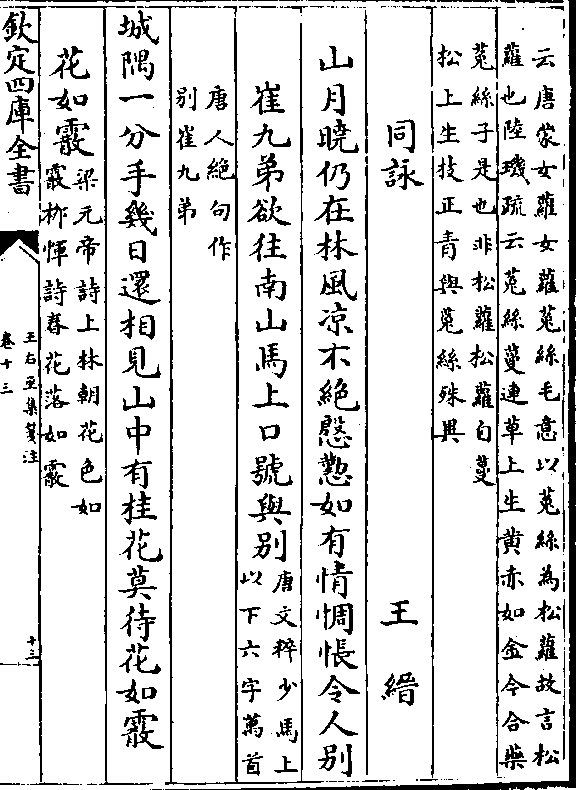 云唐蒙女蘿女蘿菟絲毛意以菟絲為松蘿故言松
蘿也陸璣疏云菟絲蔓連草上生黄赤如金今合藥
菟絲子是也非松蘿松蘿自蔓
松上生技正青與菟絲殊異
同詠 王縉
山月曉仍在林風凉不絶慇懃如有情惆悵令人别
崔九弟欲往南山馬上口號與别
唐文粹少馬上
以下六字萬首
唐人絶句作
别崔九弟
城隅一分手幾日還相見山中有桂花莫待花如霰
花如霰
梁元帝詩上林朝花色如
霰柳惲詩春花落如霰
欽定四庫全書
王右丞集箋注
卷十三
十三